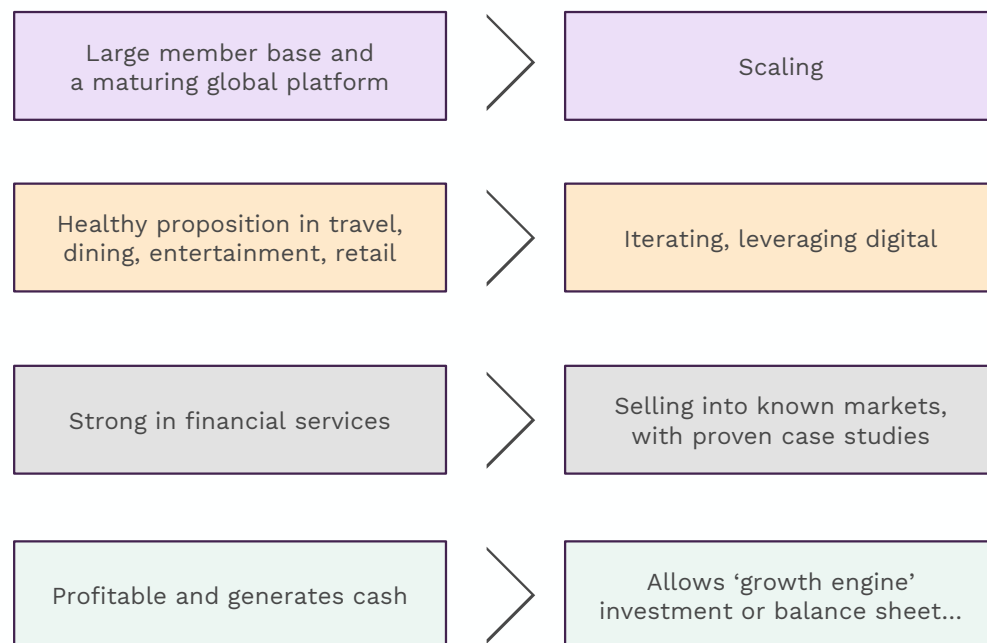 Large member base and
a maturing global platform
Scaling
Healthy proposition in travel,
dining, entertainment, retail
Iterating, leveraging digital
Strong in financial services
Selling into known markets,
with proven case studies
Profitable and generates cash
Allows ‘growth engine’
investment or balance sheet...